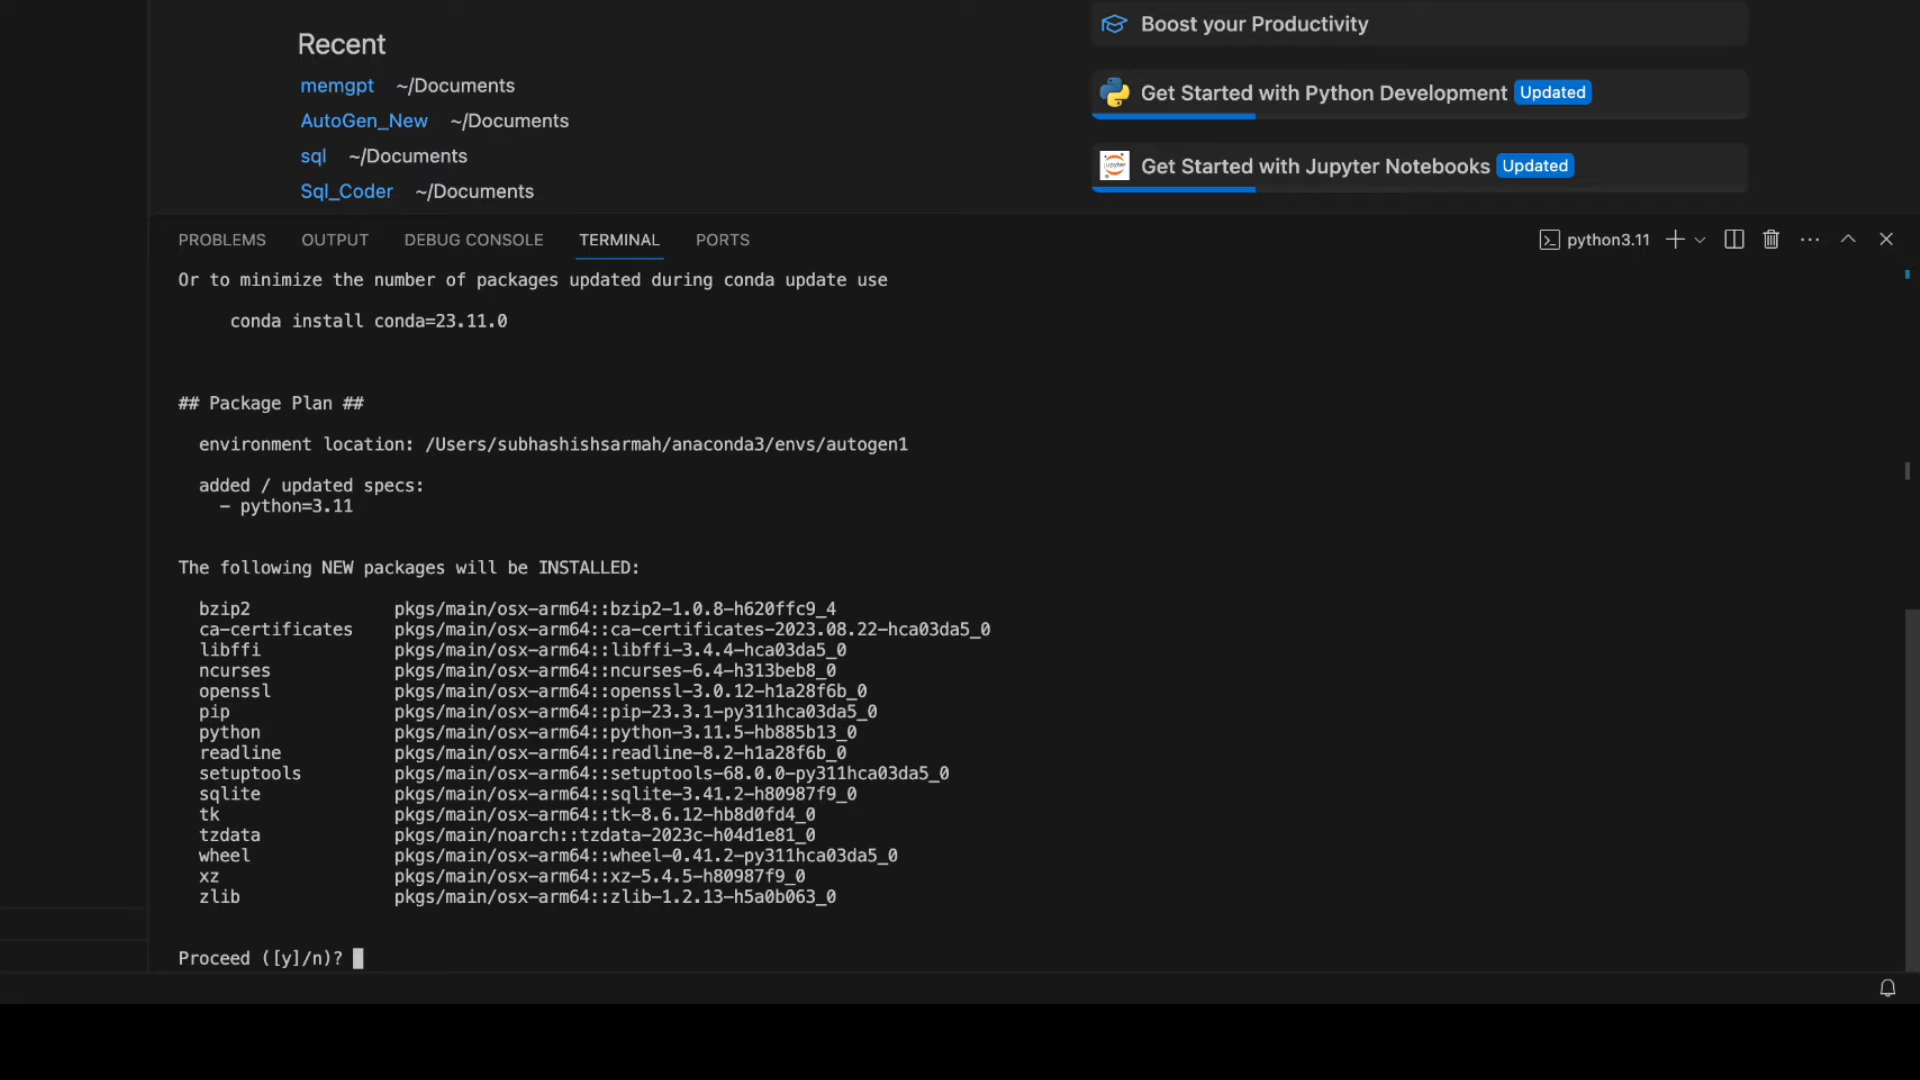 Recent
memgpt ~/Documents
AutoGen_New ~/Documents
sql ~/Documents
Sql_Coder ~/Documents
Boost your Productivity
Get Started with Python Development Updated
Get Started with Jupyter Notebooks Updated
PROBLEMS OUTPUT DEBUG CONSOLE TERMINAL PORTS python3.11
Or to minimize the number of packages updated during conda update use
conda install conda=23.11.0
## Package Plan ##
environment location: /Users/subhashishsarmah/anaconda3/envs/autogen1
added / updated specs:
- python=3.11
The following NEW packages will be INSTALLED:
bzip2 pkgs/main/osx-arm64::bzip2-1.0.8-h620ffc9_4
ca-certificates pkgs/main/osx-arm64::ca-certificates-2023.08.22-hca03da5_0
libffi pkgs/main/osx-arm64::libffi-3.4.4-hca03da5_0
ncurses pkgs/main/osx-arm64::ncurses-6.4-h313beb8_0
openssl pkgs/main/osx-arm64::openssl-3.0.12-h1a28f6b_0
pip pkgs/main/osx-arm64::pip-23.3.1-py311hca03da5_0
python pkgs/main/osx-arm64::python-3.11.5-hb885b13_0
readline pkgs/main/osx-arm64::readline-8.2-h1a28f6b_0
setuptools pkgs/main/osx-arm64::setuptools-68.0.0-py311hca03da5_0
sqlite pkgs/main/osx-arm64::sqlite-3.41.2-h80987f9_0
tk pkgs/main/osx-arm64::tk-8.6.12-hb8d0fd4_0
tzdata pkgs/main/noarch::tzdata-2023c-h04d1e81_0
wheel pkgs/main/osx-arm64::wheel-0.41.2-py311hca03da5_0
xz pkgs/main/osx-arm64::xz-5.4.5-h80987f9_0
zlib pkgs/main/osx-arm64::zlib-1.2.13-h5a0b063_0
Proceed ([y]/n)?